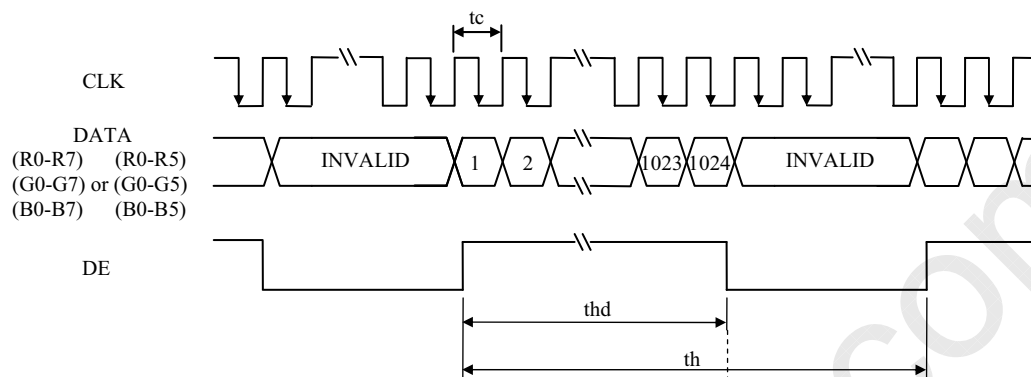 tc
CLK
DATA
(R0-R7) (R0-R5)
(G0-G7) or (G0-G5)
(B0-B7) (B0-B5)
INVALID 1 2 1023 1024 INVALID
DE
thd
th
com